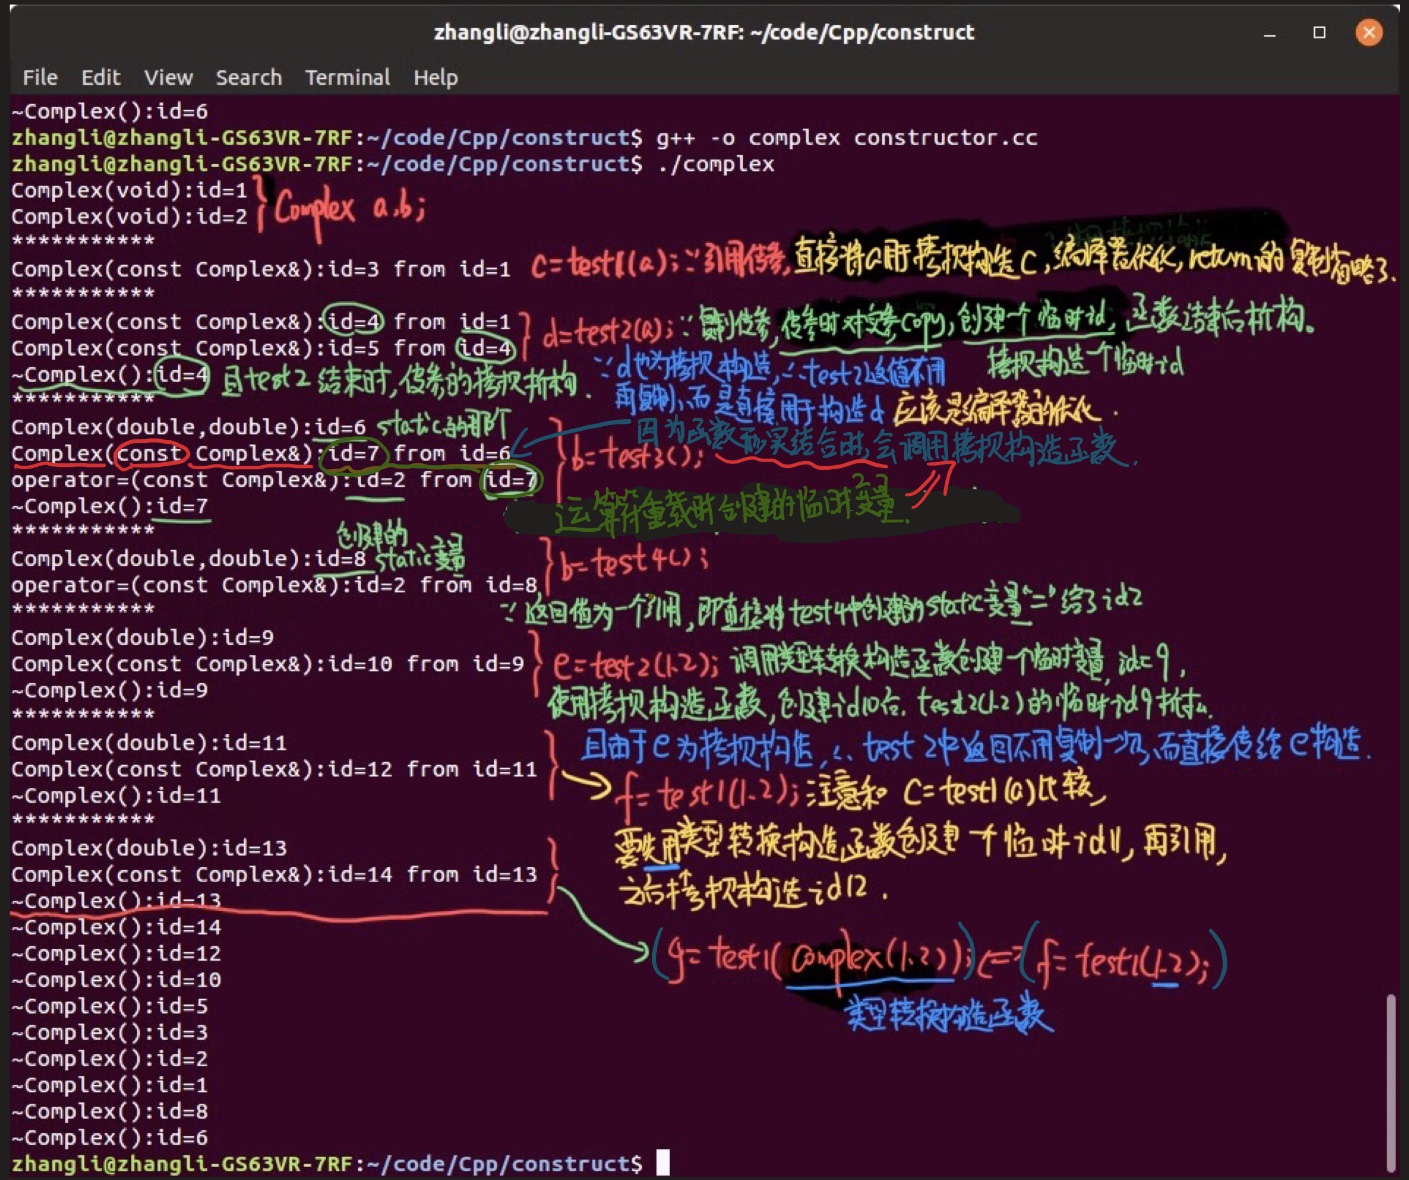 zhangli@zhangli-GS63VR-7RF: ~/code/Cpp/construct
File Edit View Search Terminal Help
~Complex():id=6
zhangli@zhangli-GS63VR-7RF:~/code/Cpp/construct$ g++ -o complex constructor.cc
zhangli@zhangli-GS63VR-7RF:~/code/Cpp/construct$ ./complex
Complex(void):id=1
Complex(void):id=2
Complex a,b;
***********
Complex(const Complex&):id=3 from id=1
c=test1(a); ∵引用传参,直接将a用于拷贝构造c,编译器优化,return的复制省略了.
***********
Complex(const Complex&):id=4 from id=1
Complex(const Complex&):id=5 from id=4
d=test2(a); ∵复制传参,传参时对实参copy,创建一个临时id,函数结束后析构。
拷贝构造个临时id
~Complex():id=4 且test2结束时,传参的拷贝析构.
∵d也为拷贝构造,∴test2返值不用
再复制,而是直接用于构造d 应该是编译器的优化.
***********
Complex(double,double):id=6 static的那个
因为函数形实结合时,会调用拷贝构造函数.
Complex(const Complex&):id=7 from id=6
b=test3();
operator=(const Complex&):id=2 from id=7
~Complex():id=7
运算符重载时创建的临时变量.
***********
创建的
static变量
Complex(double,double):id=8
operator=(const Complex&):id=2 from id=8
b=test4();
***********
∵返回值为一个引用,即直接将test4中创建的static变量"="给了id2
Complex(double):id=9
Complex(const Complex&):id=10 from id=9
~Complex():id=9
e=test2(1.2); 调用类型转换构造函数创建一个临时变量,id=9,
使用拷贝构造函数,创建id10后.test2(1.2)的临时id9析构.
***********
且由于e为拷贝构造,∴test2中返回不用复制一次,而直接传给e构造.
Complex(double):id=11
Complex(const Complex&):id=12 from id=11
~Complex():id=11
f=test1(1.2); 注意和c=test1(a)比较,
要先用类型转换构造函数创建一个临时id11,再引用,
之后拷贝构造id12.
***********
Complex(double):id=13
Complex(const Complex&):id=14 from id=13
~Complex():id=13
(g=test1(Complex(1.2));)<=>(f=test1(1.2);)
类型转换构造函数
~Complex():id=14
~Complex():id=12
~Complex():id=10
~Complex():id=5
~Complex():id=3
~Complex():id=2
~Complex():id=1
~Complex():id=8
~Complex():id=6
zhangli@zhangli-GS63VR-7RF:~/code/Cpp/construct$